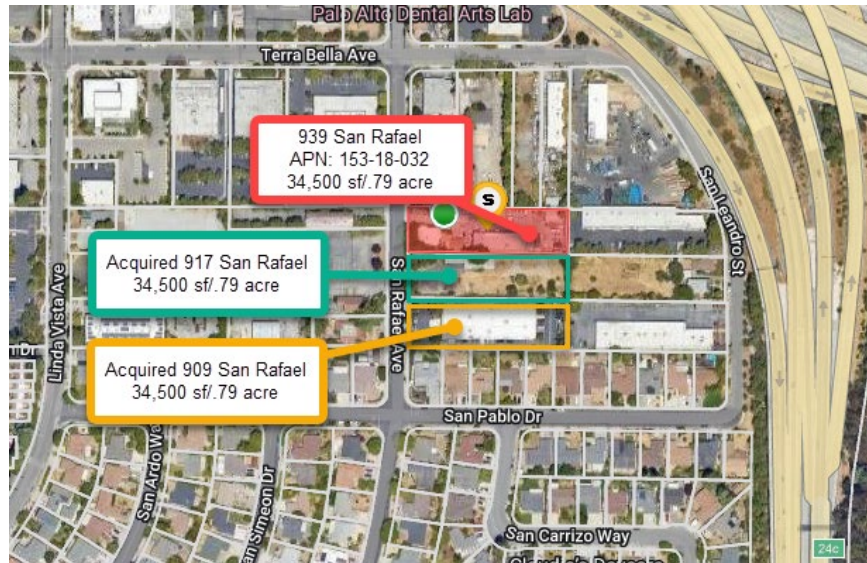 Palo Alto Dental Arts Lab
Terra Bella Ave
939 San Rafael
APN: 153-18-032
34,500 sf/.79 acre
S
San Leandro St
Acquired 917 San Rafael
34,500 sf/.79 acre
San Rafael Ave
Linda Vista Ave
Acquired 909 San Rafael
34,500 sf/.79 acre
n Dr
San Pablo Dr
San Ardo Wa
an Simeon Dr
San Carrizo Way
24c